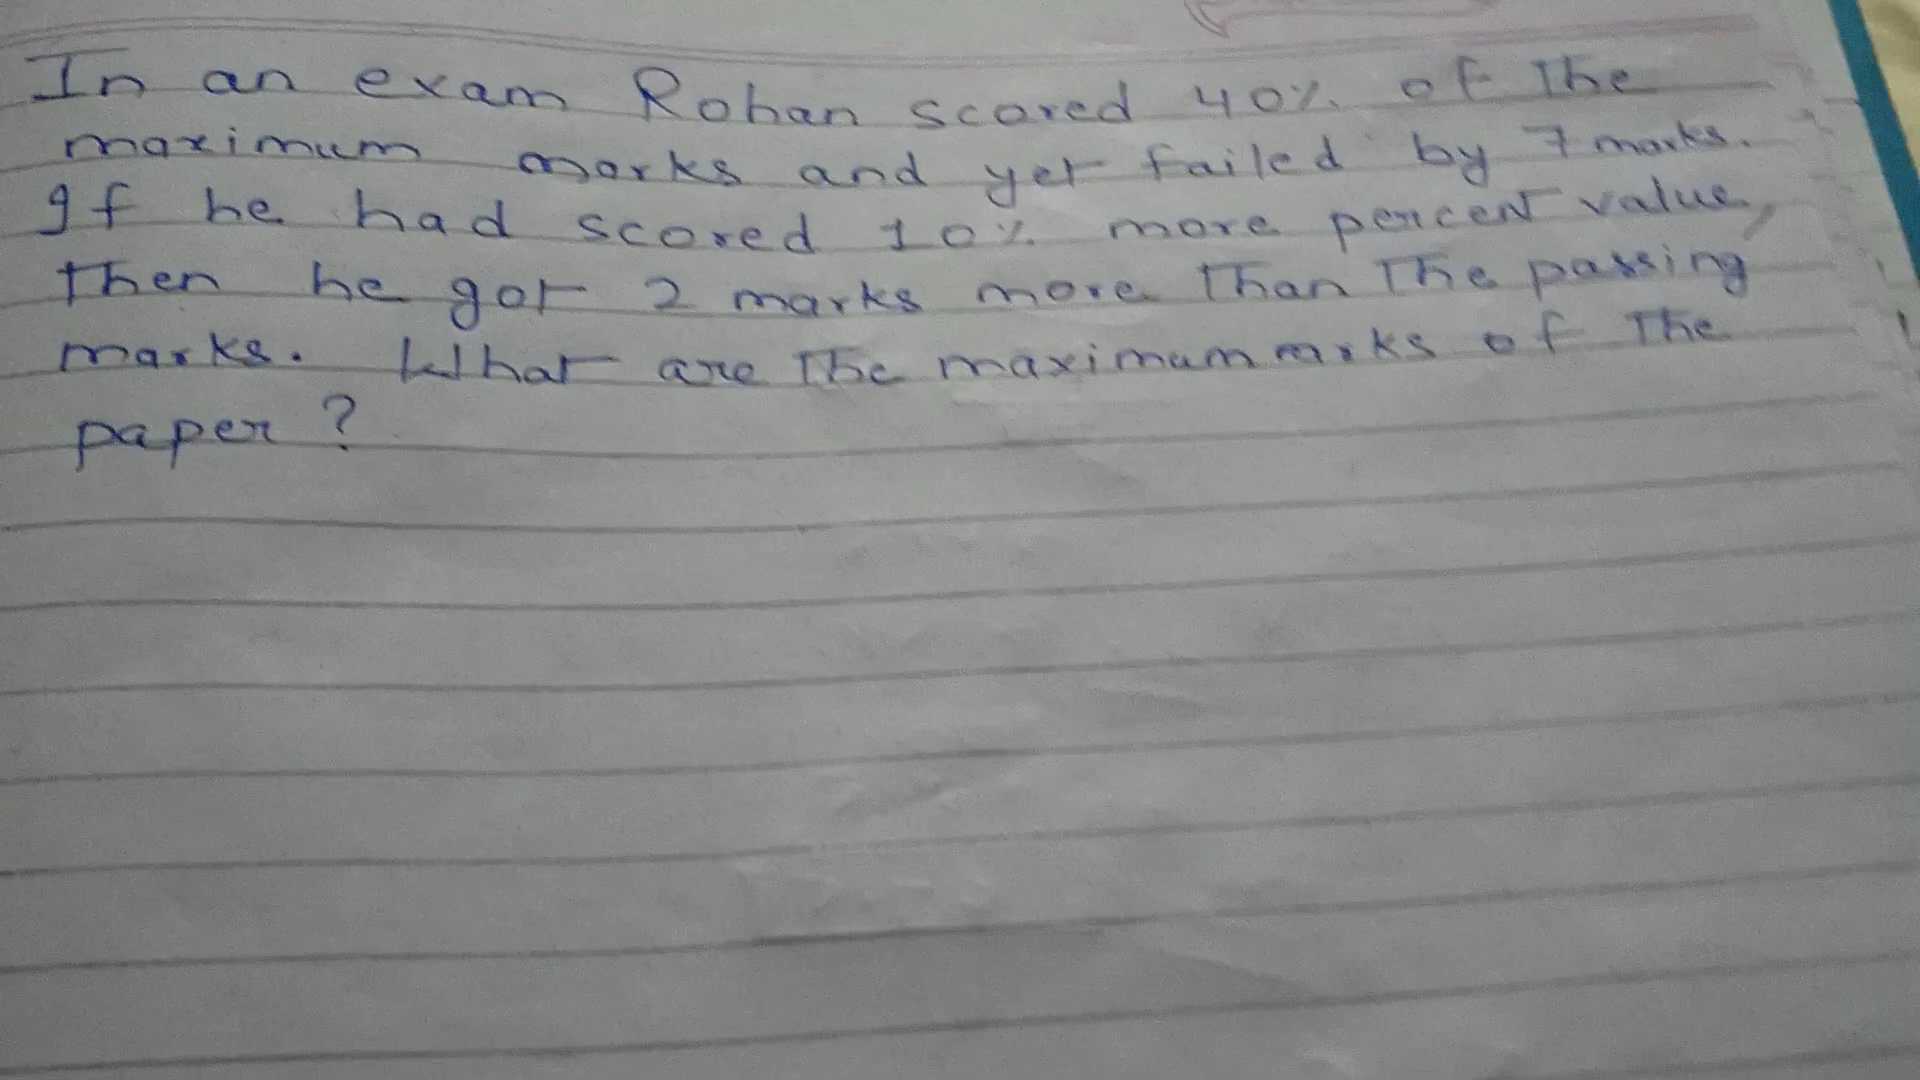 In an exam Rohan scored 40% of the
maximum marks and yet failed by 7 marks.
If he had scored 10% more percent value,
then he got 2 marks more than the passing
marks. What are the maximum marks of the
paper ?